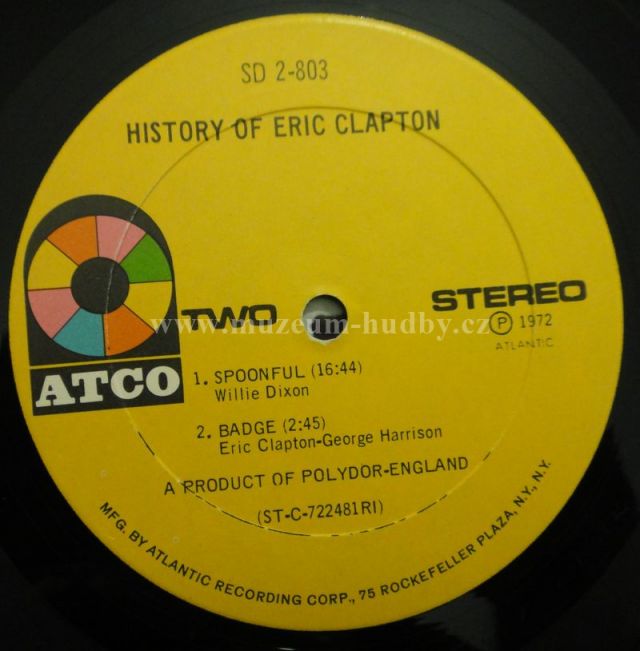 SD 2-803
HISTORY OF ERIC CLAPTON
ATCO
TWO
STEREO
℗ 1972
ATLANTIC
www.muzeum-hudby.cz
1. SPOONFUL (16:44)
Willie Dixon
2. BADGE (2:45)
Eric Clapton-George Harrison
A PRODUCT OF POLYDOR-ENGLAND
(ST-C-722481RI)
MFG. BY ATLANTIC RECORDING CORP., 75 ROCKEFELLER PLAZA, N.Y., N.Y.